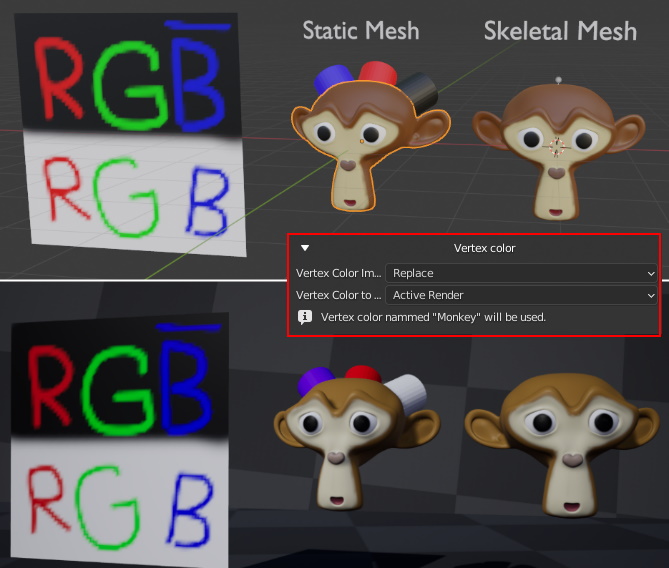 Static Mesh
Skeletal Mesh
RGB
RGB
Vertex color
Vertex Color Im... Replace
Vertex Color to ... Active Render
Vertex color nammed "Monkey" will be used.
RGB
RGB